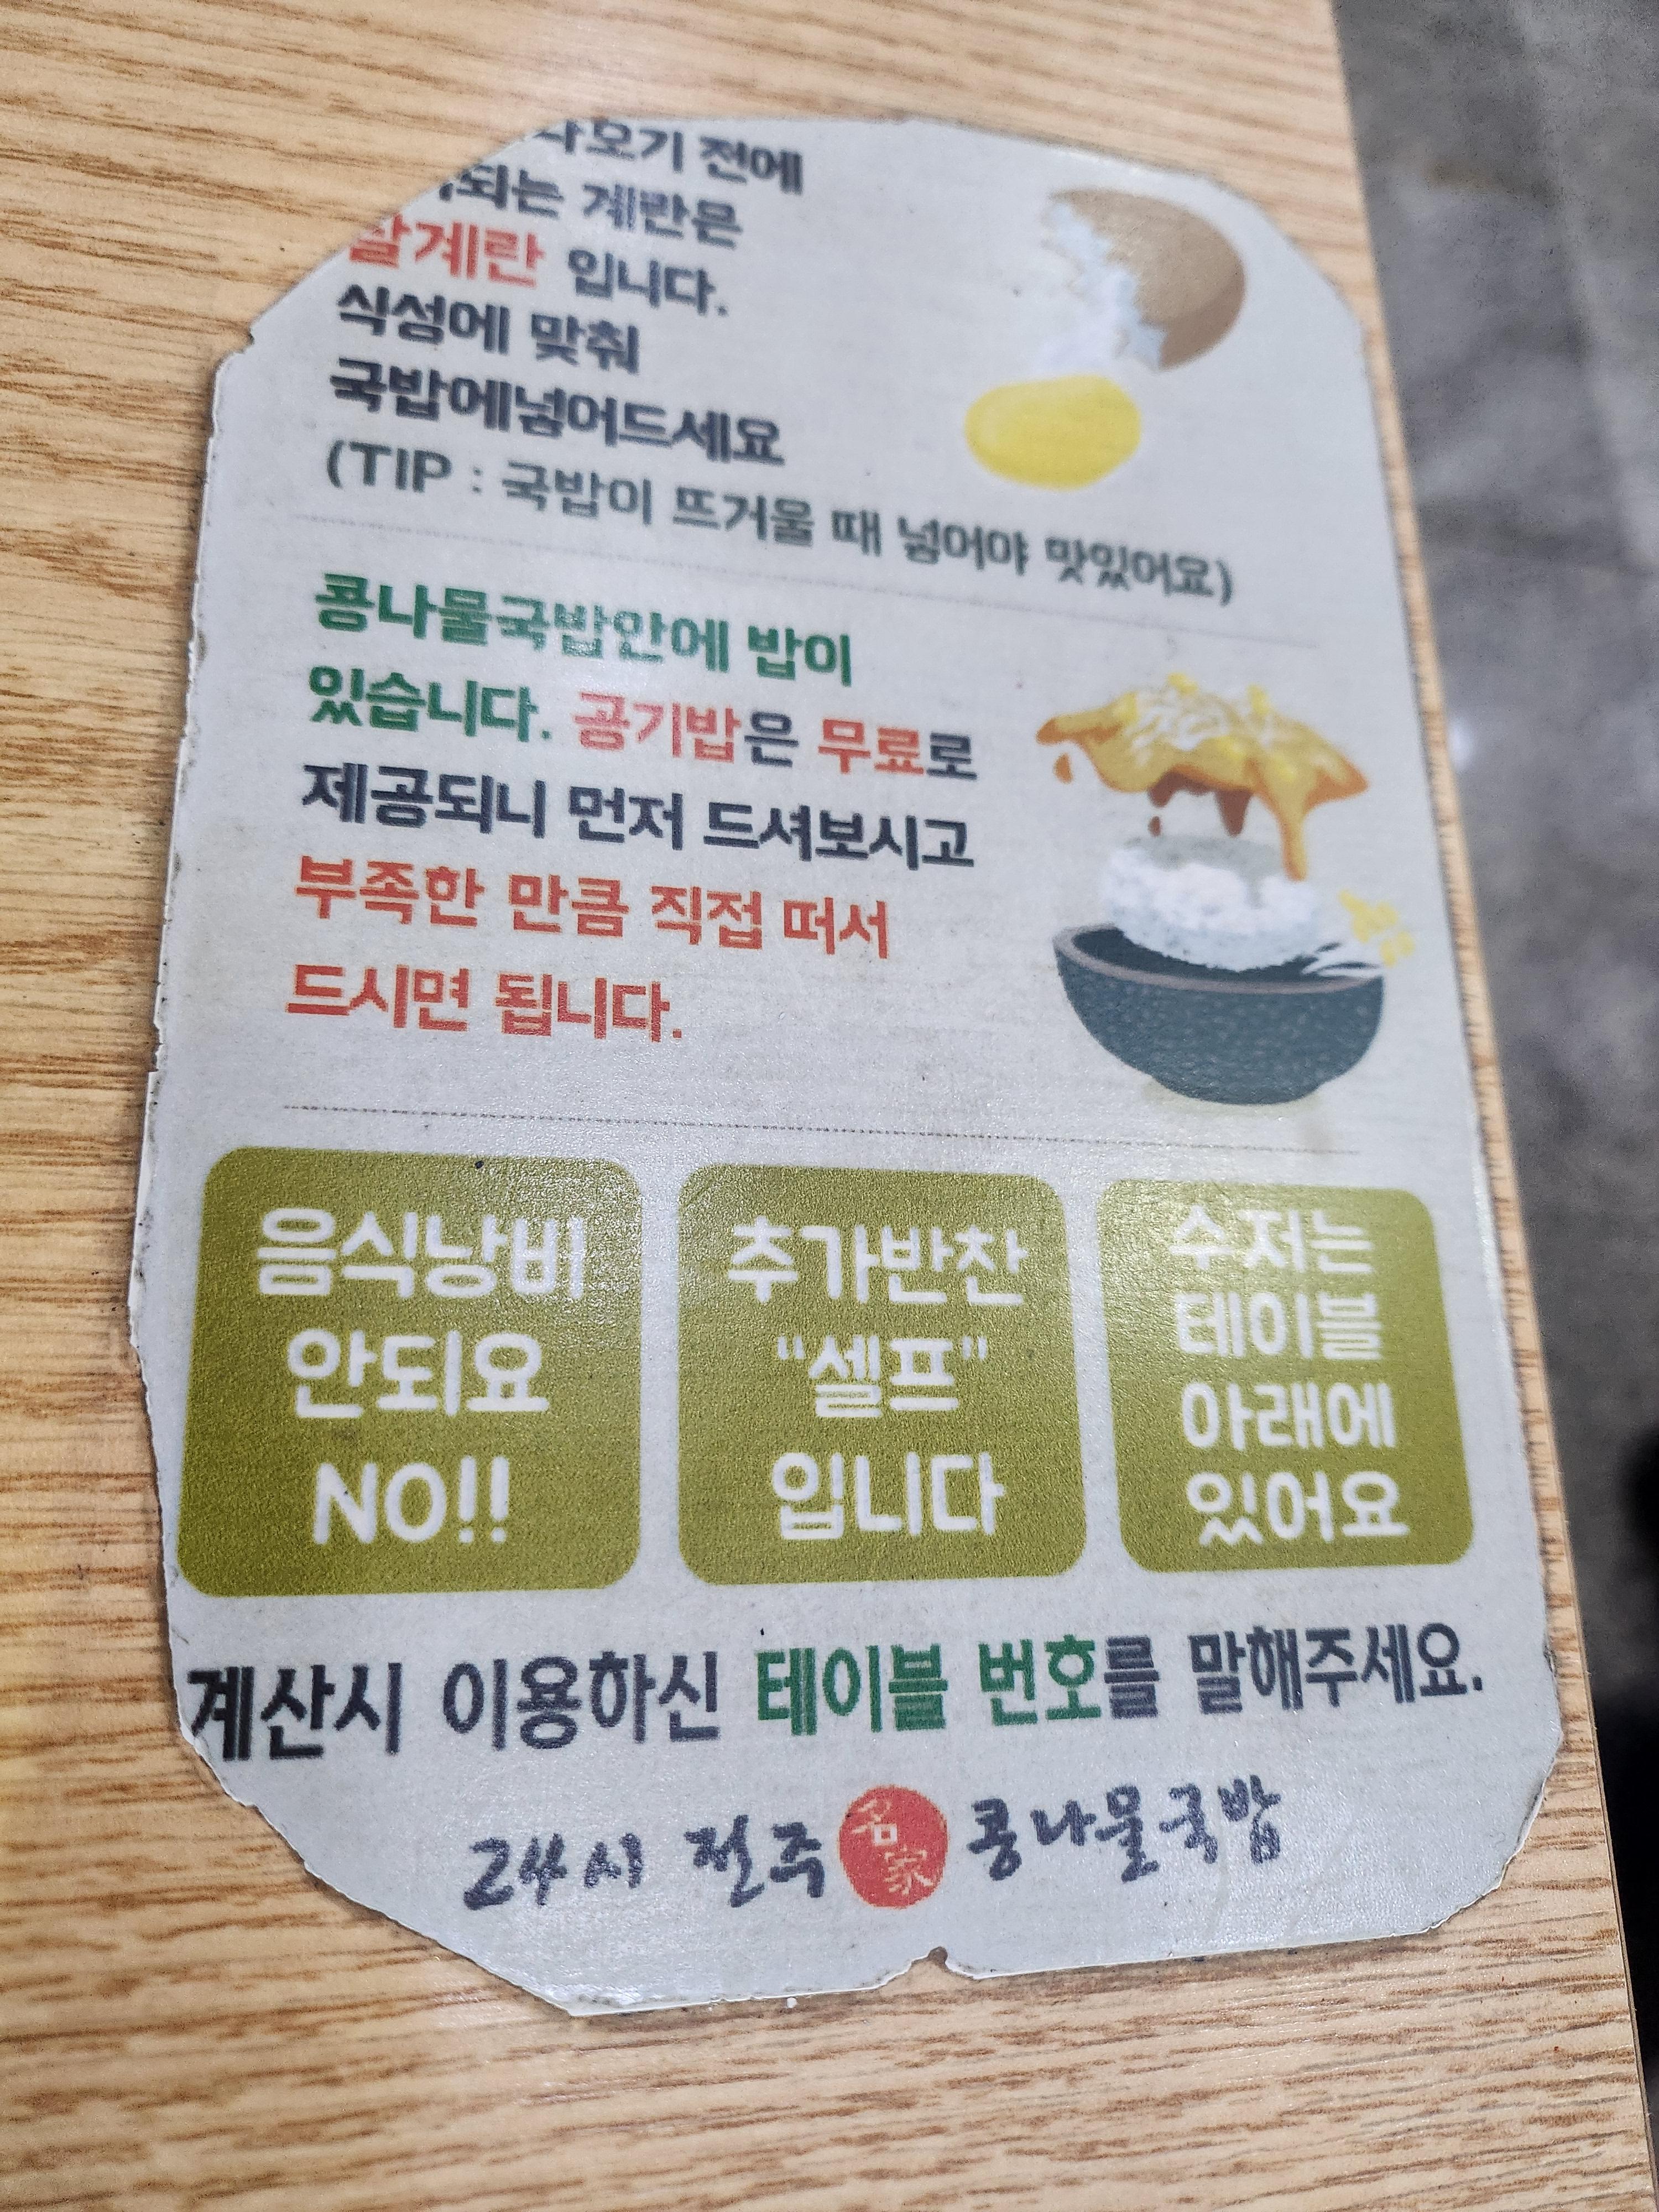 나오기 전에
되는 계란은
날계란 입니다.
식성에 맞춰
국밥에넣어드세요
(TIP : 국밥이 뜨거울 때 넣어야 맛있어요)
콩나물국밥안에 밥이
있습니다. 공기밥은 무료로
제공되니 먼저 드셔보시고
부족한 만큼 직접 떠서
드시면 됩니다.
음식낭비
안되요
NO!!
추가반찬
“셀프”
입니다
수저는
테이블
아래에
있어요
계산시 이용하신 테이블 번호를 말해주세요.
24시 전주 名家 콩나물국밥